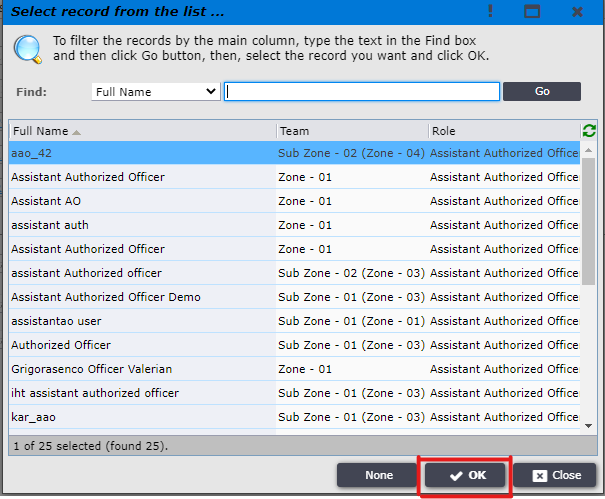 Select record from the list ...
To filter the records by the main column, type the text in the Find box
and then click Go button, then, select the record you want and click OK.
Find: Full Name Go
Full Name Team Role
aao_42 Sub Zone - 02 (Zone - 04) Assistant Authorized Office
Assistant Authorized Officer Zone - 01 Assistant Authorized Office
Assistant AO Zone - 01 Assistant Authorized Office
assistant auth Zone - 01 Assistant Authorized Office
Assistant Authorized Officer Zone - 01 Assistant Authorized Office
assistant Authorized officer Sub Zone - 02 (Zone - 03) Assistant Authorized Office
Assistant Authorized Officer Demo Sub Zone - 01 (Zone - 03) Assistant Authorized Office
assistantao user Sub Zone - 01 (Zone - 01) Assistant Authorized Office
Authorized Officer Sub Zone - 01 (Zone - 03) Assistant Authorized Office
Grigorasenco Officer Valerian Zone - 01 Assistant Authorized Office
iht assistant authorized officer Sub Zone - 01 (Zone - 03) Assistant Authorized Office
kar_aao Sub Zone - 01 (Zone - 03) Assistant Authorized Office
1 of 25 selected (found 25).
None OK Close